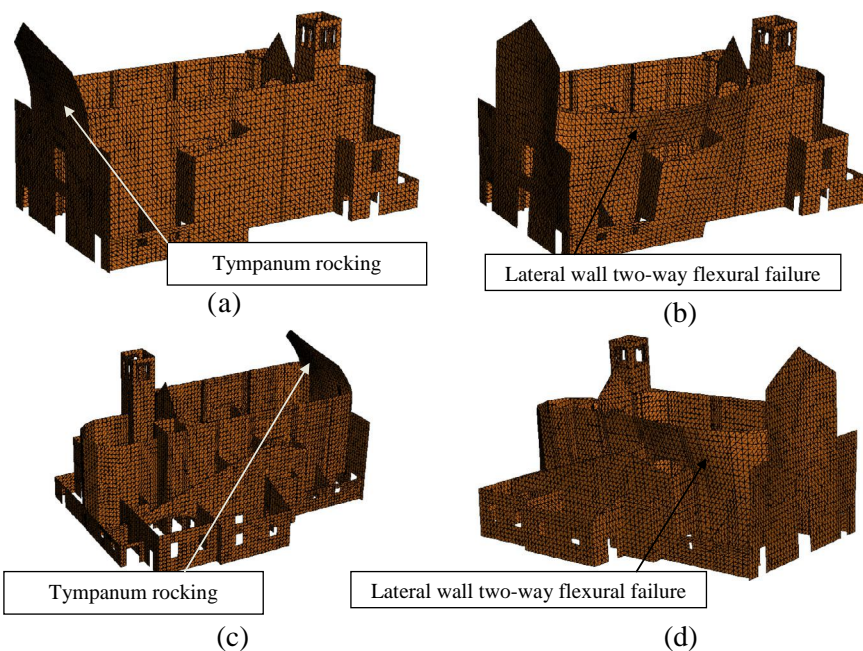 Tympanum rocking
Lateral wall two-way flexural failure
(a)
(b)
Tympanum rocking
Lateral wall two-way flexural failure
(c)
(d)